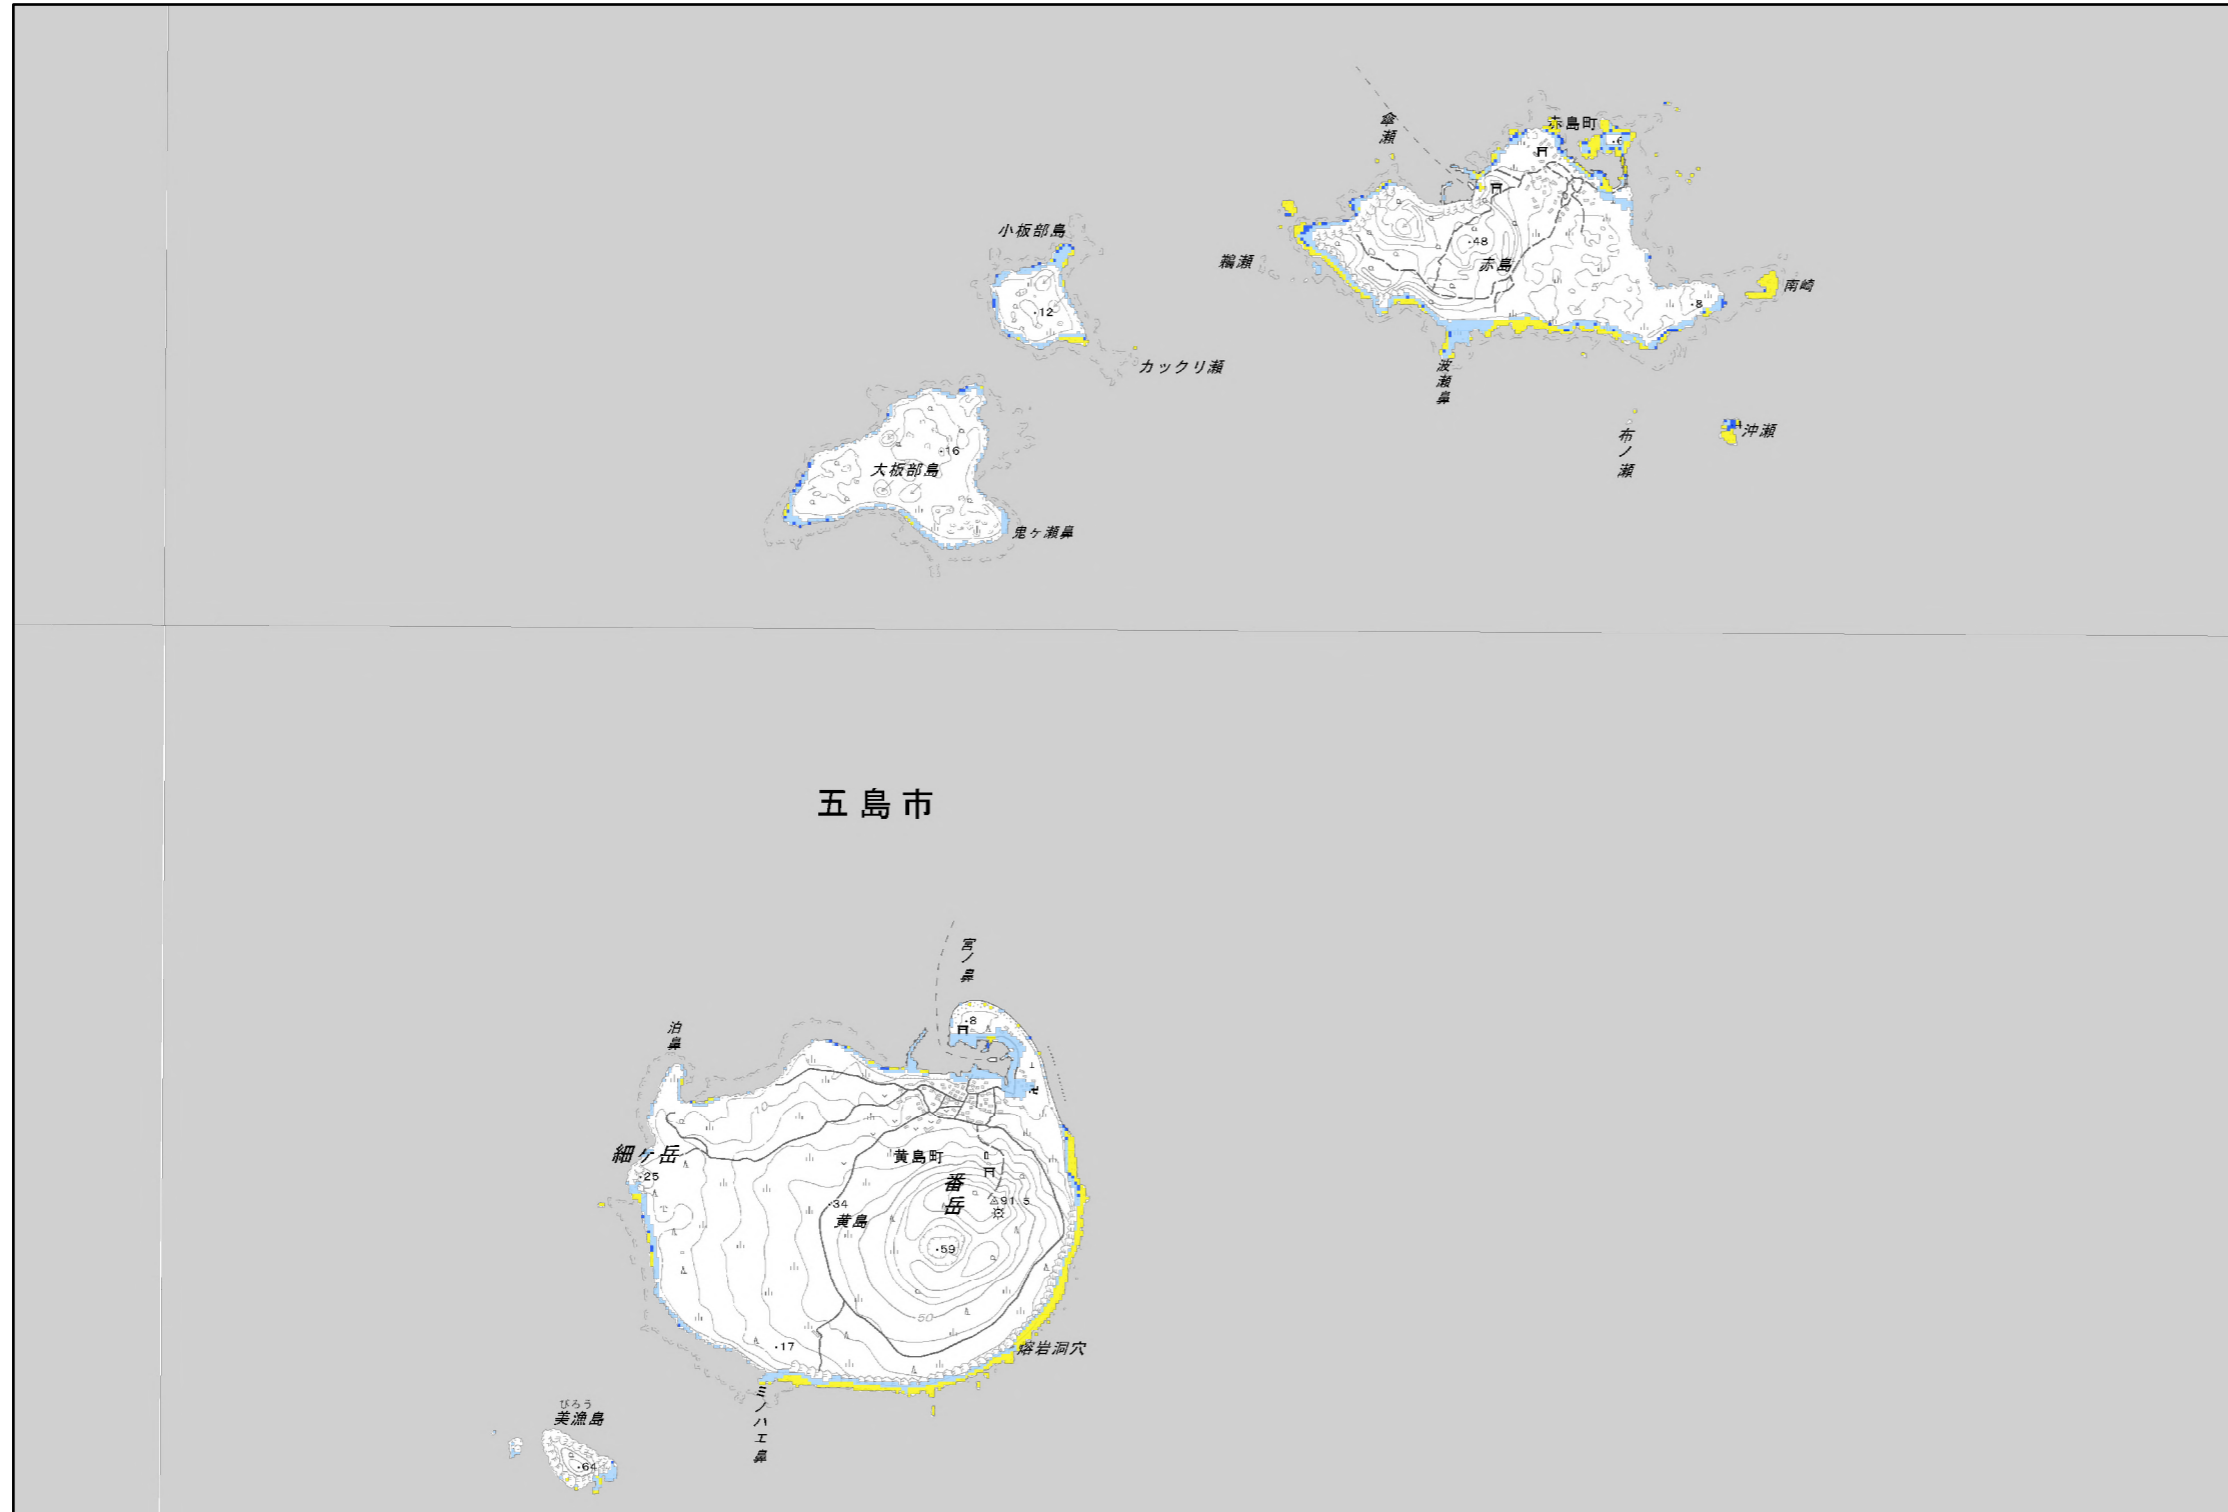 傘瀬
赤島町
6
小板部島
48
鵜瀬
赤島
南崎
8
12
カックリ瀬
波瀬鼻
布ノ瀬
沖瀬
16
大板部島
10
鬼ヶ瀬鼻
五島市
宮ノ鼻
8
泊鼻
10
細ヶ岳
25
黄島町
番岳
91.5
34
黄島
59
50
17
熔岩洞穴
ミノハエ鼻
びろう
美漁島
64